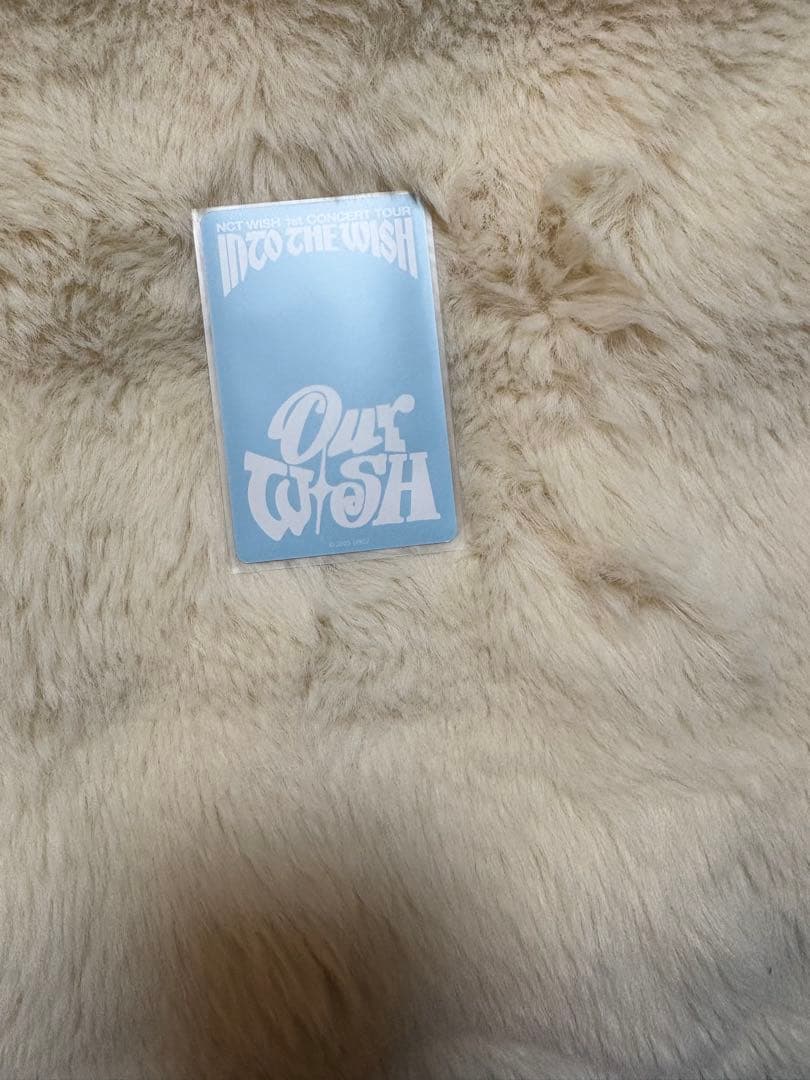 NCT WISH 1st CONCERT TOUR
INTO THE WISH
Our
WISH